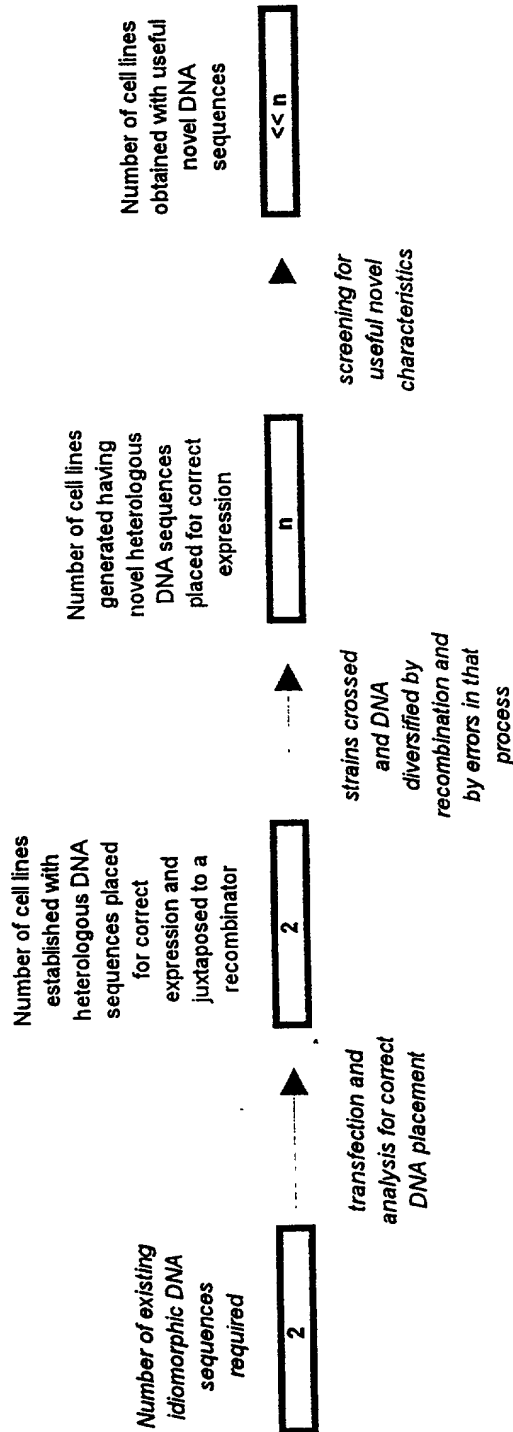 Number of existing
idiomorphic DNA
sequences
required
2
transfection and
analysis for correct
DNA placement
Number of cell lines
established with
heterologous DNA
sequences placed
for correct
expression and
juxtaposed to a
recombinator
2
strains crossed
and DNA
diversified by
recombination and
by errors in that
process
Number of cell lines
generated having
novel heterologous
DNA sequences
placed for correct
expression
n
screening for
useful novel
characteristics
Number of cell lines
obtained with useful
novel DNA
sequences
<< n